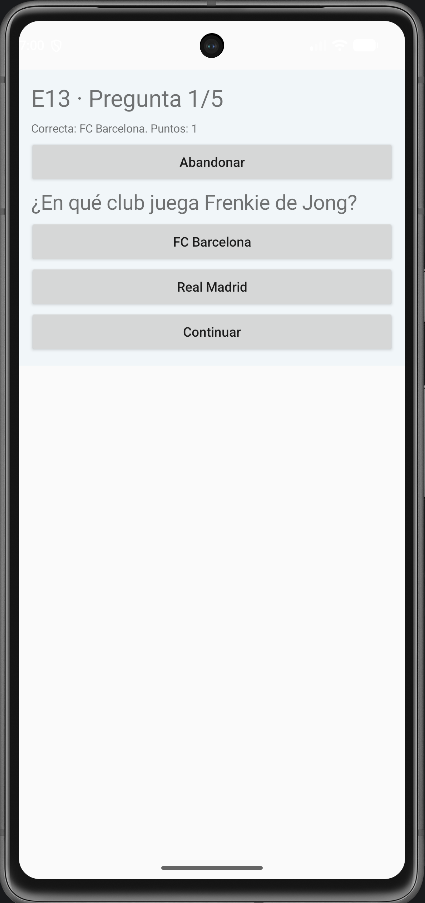 E13 · Pregunta 1/5
Correcta: FC Barcelona. Puntos: 1
Abandonar
¿En qué club juega Frenkie de Jong?
FC Barcelona
Real Madrid
Continuar